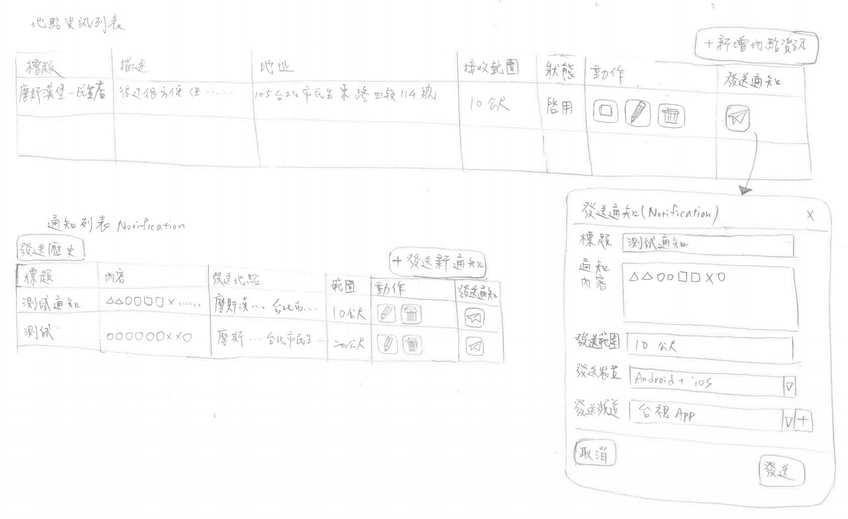 地點資訊列表
+新增地點資訊
標題 描述 地址 接收範圍 狀態 動作 發送通知
摩斯漢堡-民生店 很近很方便 但...... 105台北市民生東路四段114號 10公尺 啟用
通知列表 Notification
發送歷史
+發送新通知
標題 內容 發送地點 範圍 動作 發送通知
測試通知 △△○○□□×...... 摩斯漢... 台北市... 10公尺
測試 ○○○○○○××○ 摩斯... 台北市民生... 20公尺
發送通知(Notification) X
標題 測試通知
通知內容 △△○○□□×○
發送範圍 10 公尺
發送裝置 Android + iOS
發送頻道 台視 App +
取消
發送